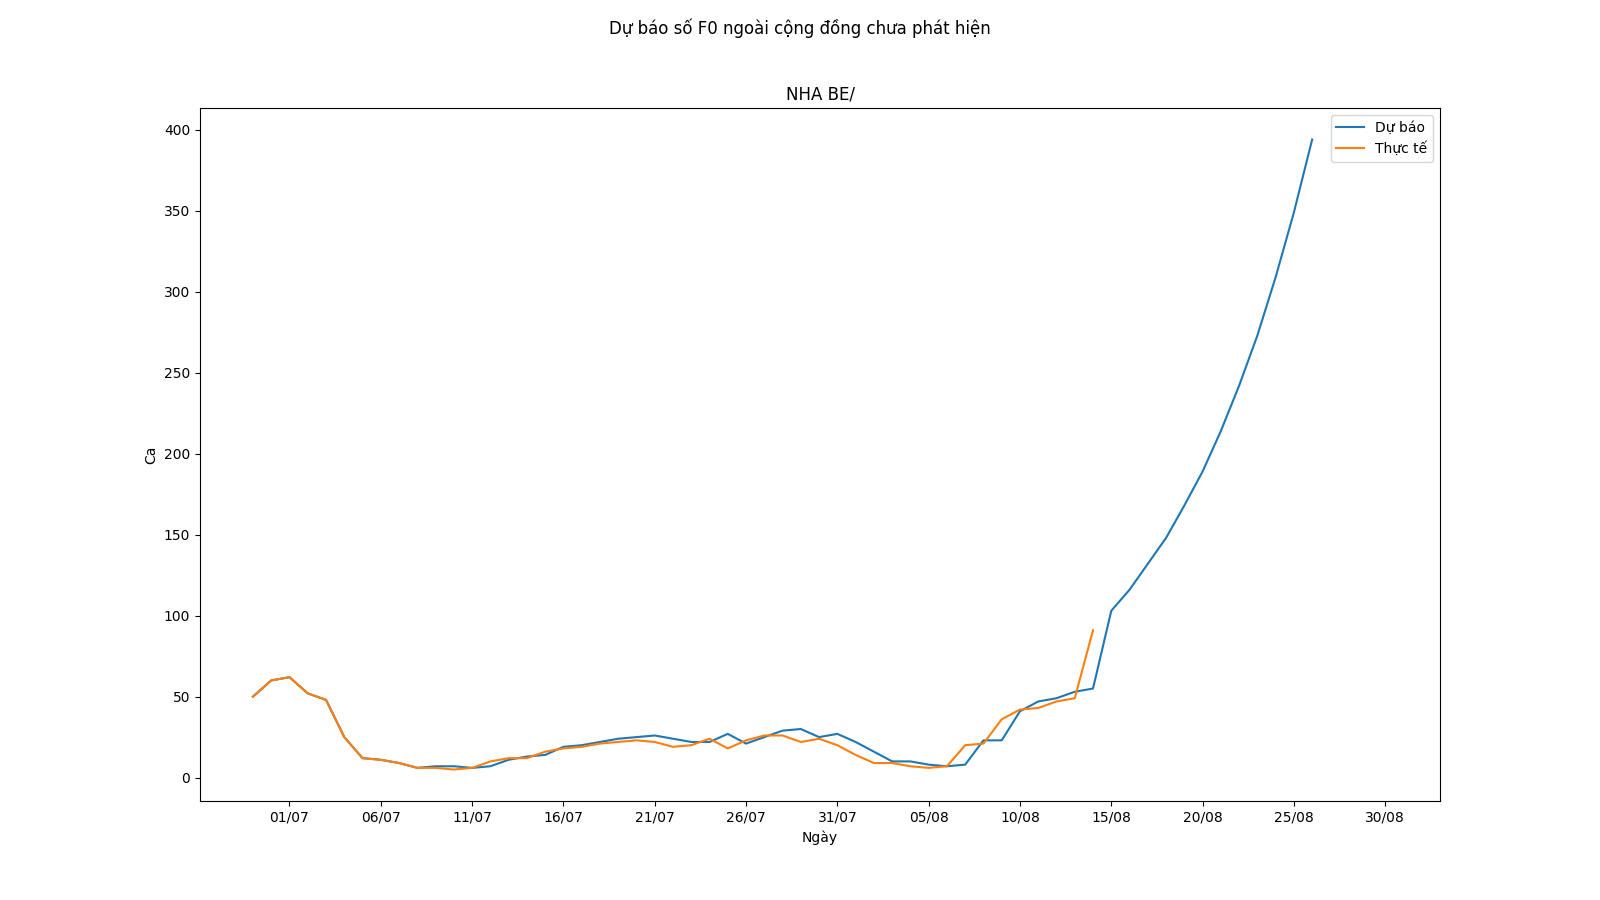 Dự báo số F0 ngoài cộng đồng chưa phát hiện
NHA BE/
Dự báo
Thực tế
400
350
300
250
200
150
100
50
0
Ca
01/07 06/07 11/07 16/07 21/07 26/07 31/07 05/08 10/08 15/08 20/08 25/08 30/08
Ngày